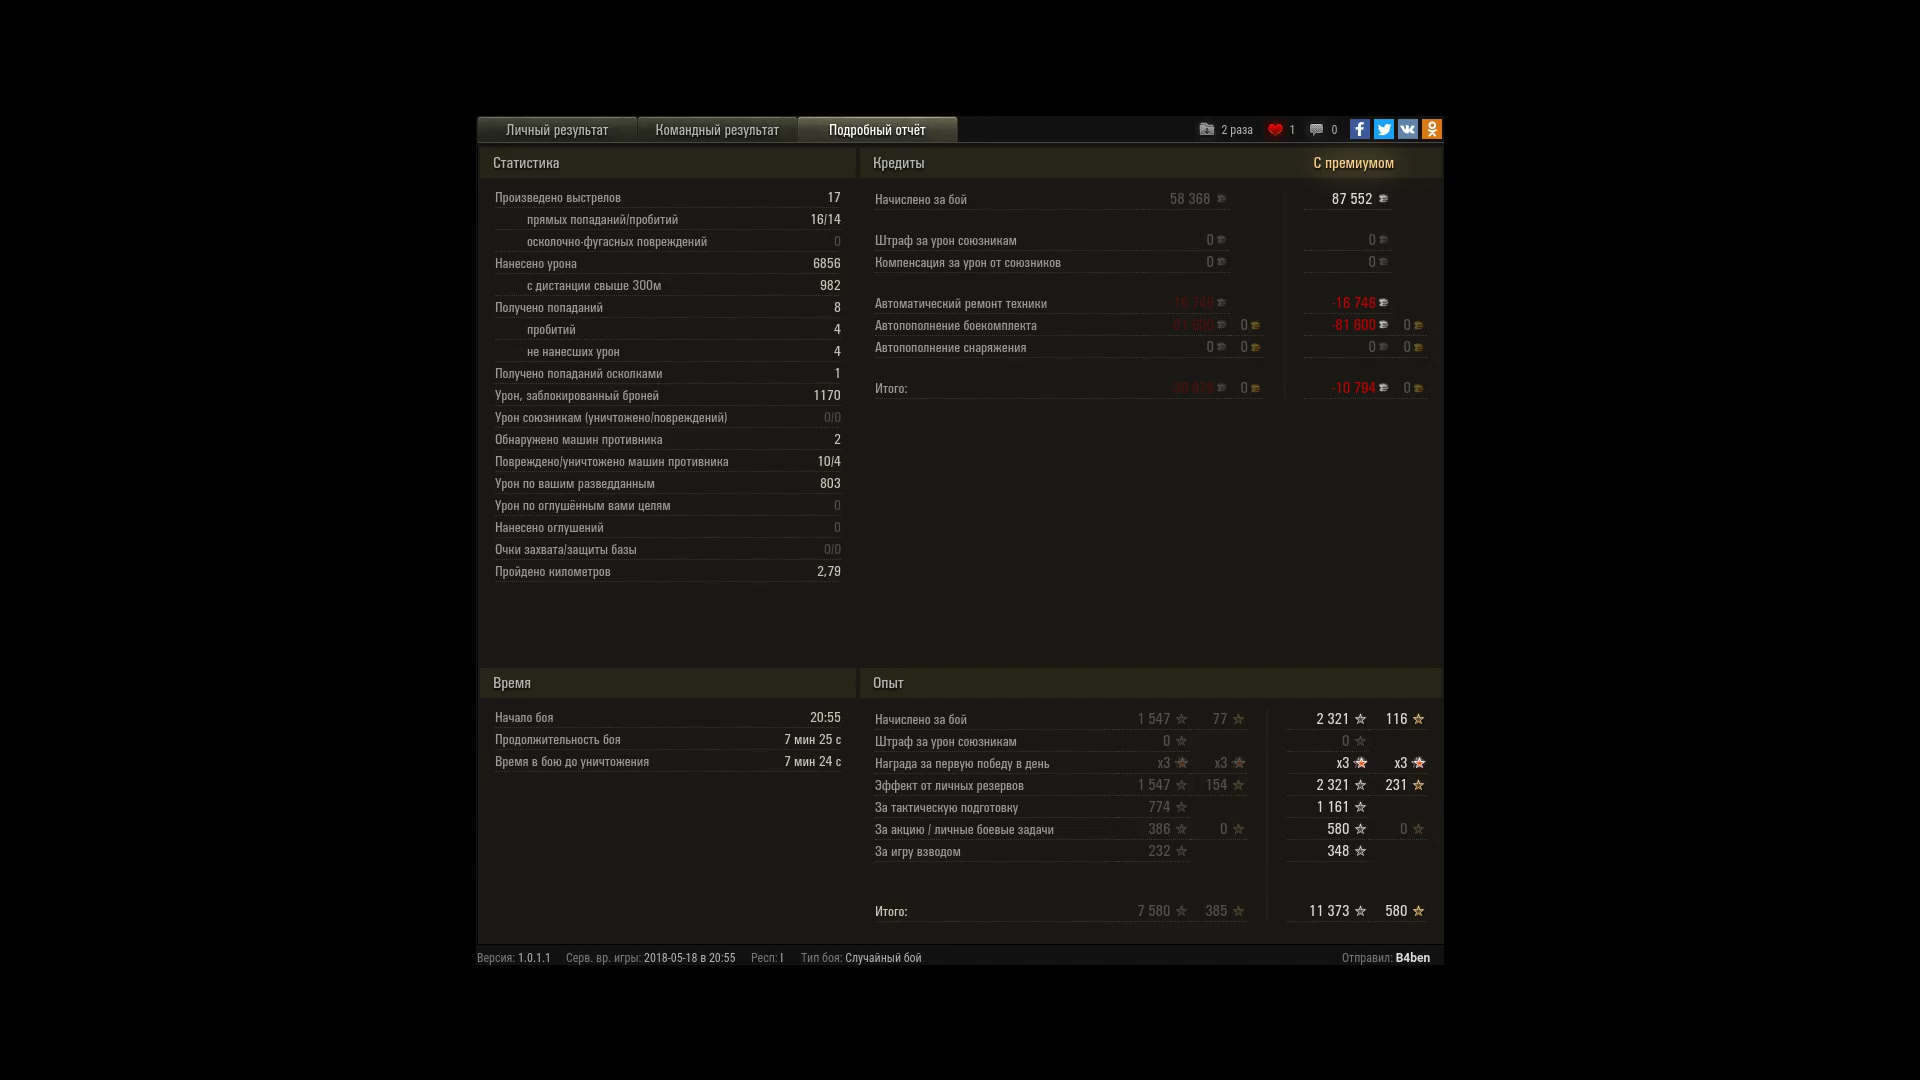 Личный результат Командный результат Подробный отчёт 2 раза 1 0
Статистика
Произведено выстрелов 17
прямых попаданий/пробитий 16/14
осколочно-фугасных повреждений 0
Нанесено урона 6856
с дистанции свыше 300м 982
Получено попаданий 8
пробитий 4
не нанесших урон 4
Получено попаданий осколками 1
Урон, заблокированный броней 1170
Урон союзникам (уничтожено/повреждений) 0/0
Обнаружено машин противника 2
Повреждено/уничтожено машин противника 10/4
Урон по вашим разведданным 803
Урон по оглушённым вами целям 0
Нанесено оглушений 0
Очки захвата/защиты базы 0/0
Пройдено километров 2,79
Кредиты С премиумом
Начислено за бой 58 368 87 552
Штраф за урон союзникам 0 0
Компенсация за урон от союзников 0 0
Автоматический ремонт техники -16 746 -16 746
Автопополнение боекомплекта -81 600 0 -81 600 0
Автопополнение снаряжения 0 0 0 0
Итого: 0 -10 794 0
Время
Начало боя 20:55
Продолжительность боя 7 мин 25 с
Время в бою до уничтожения 7 мин 24 с
Опыт
Начислено за бой 1 547 77 2 321 116
Штраф за урон союзникам 0 0
Награда за первую победу в день x3 x3 x3 x3
Эффект от личных резервов 1 547 154 2 321 231
За тактическую подготовку 774 1 161
За акцию / личные боевые задачи 386 0 580 0
За игру взводом 232 348
Итого: 7 580 385 11 373 580
Версия: 1.0.1.1 Серв. вр. игры: 2018-05-18 в 20:55 Респ: I Тип боя: Случайный бой Отправил: B4ben